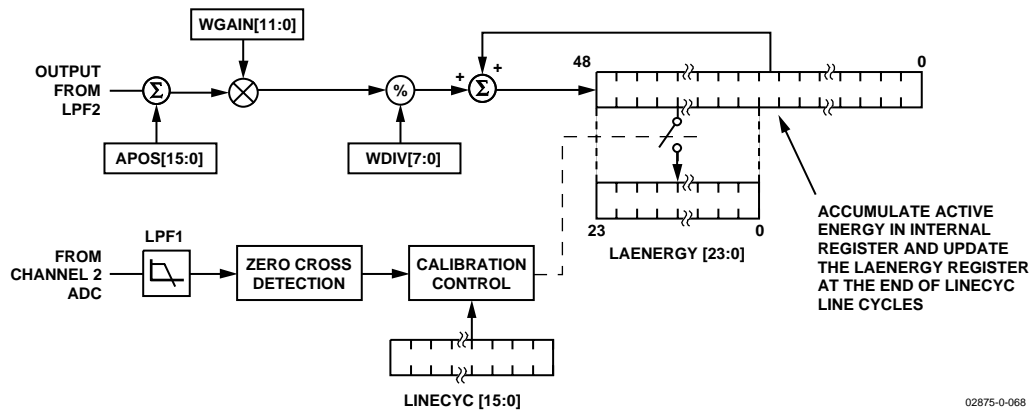 WGAIN[11:0]
OUTPUT
FROM
LPF2
Σ
%
+
+
Σ
48
0
APOS[15:0]
WDIV[7:0]
23
0
LAENERGY [23:0]
ACCUMULATE ACTIVE
ENERGY IN INTERNAL
REGISTER AND UPDATE
THE LAENERGY REGISTER
AT THE END OF LINECYC
LINE CYCLES
FROM
CHANNEL 2
ADC
LPF1
ZERO CROSS
DETECTION
CALIBRATION
CONTROL
LINECYC [15:0]
02875-0-068